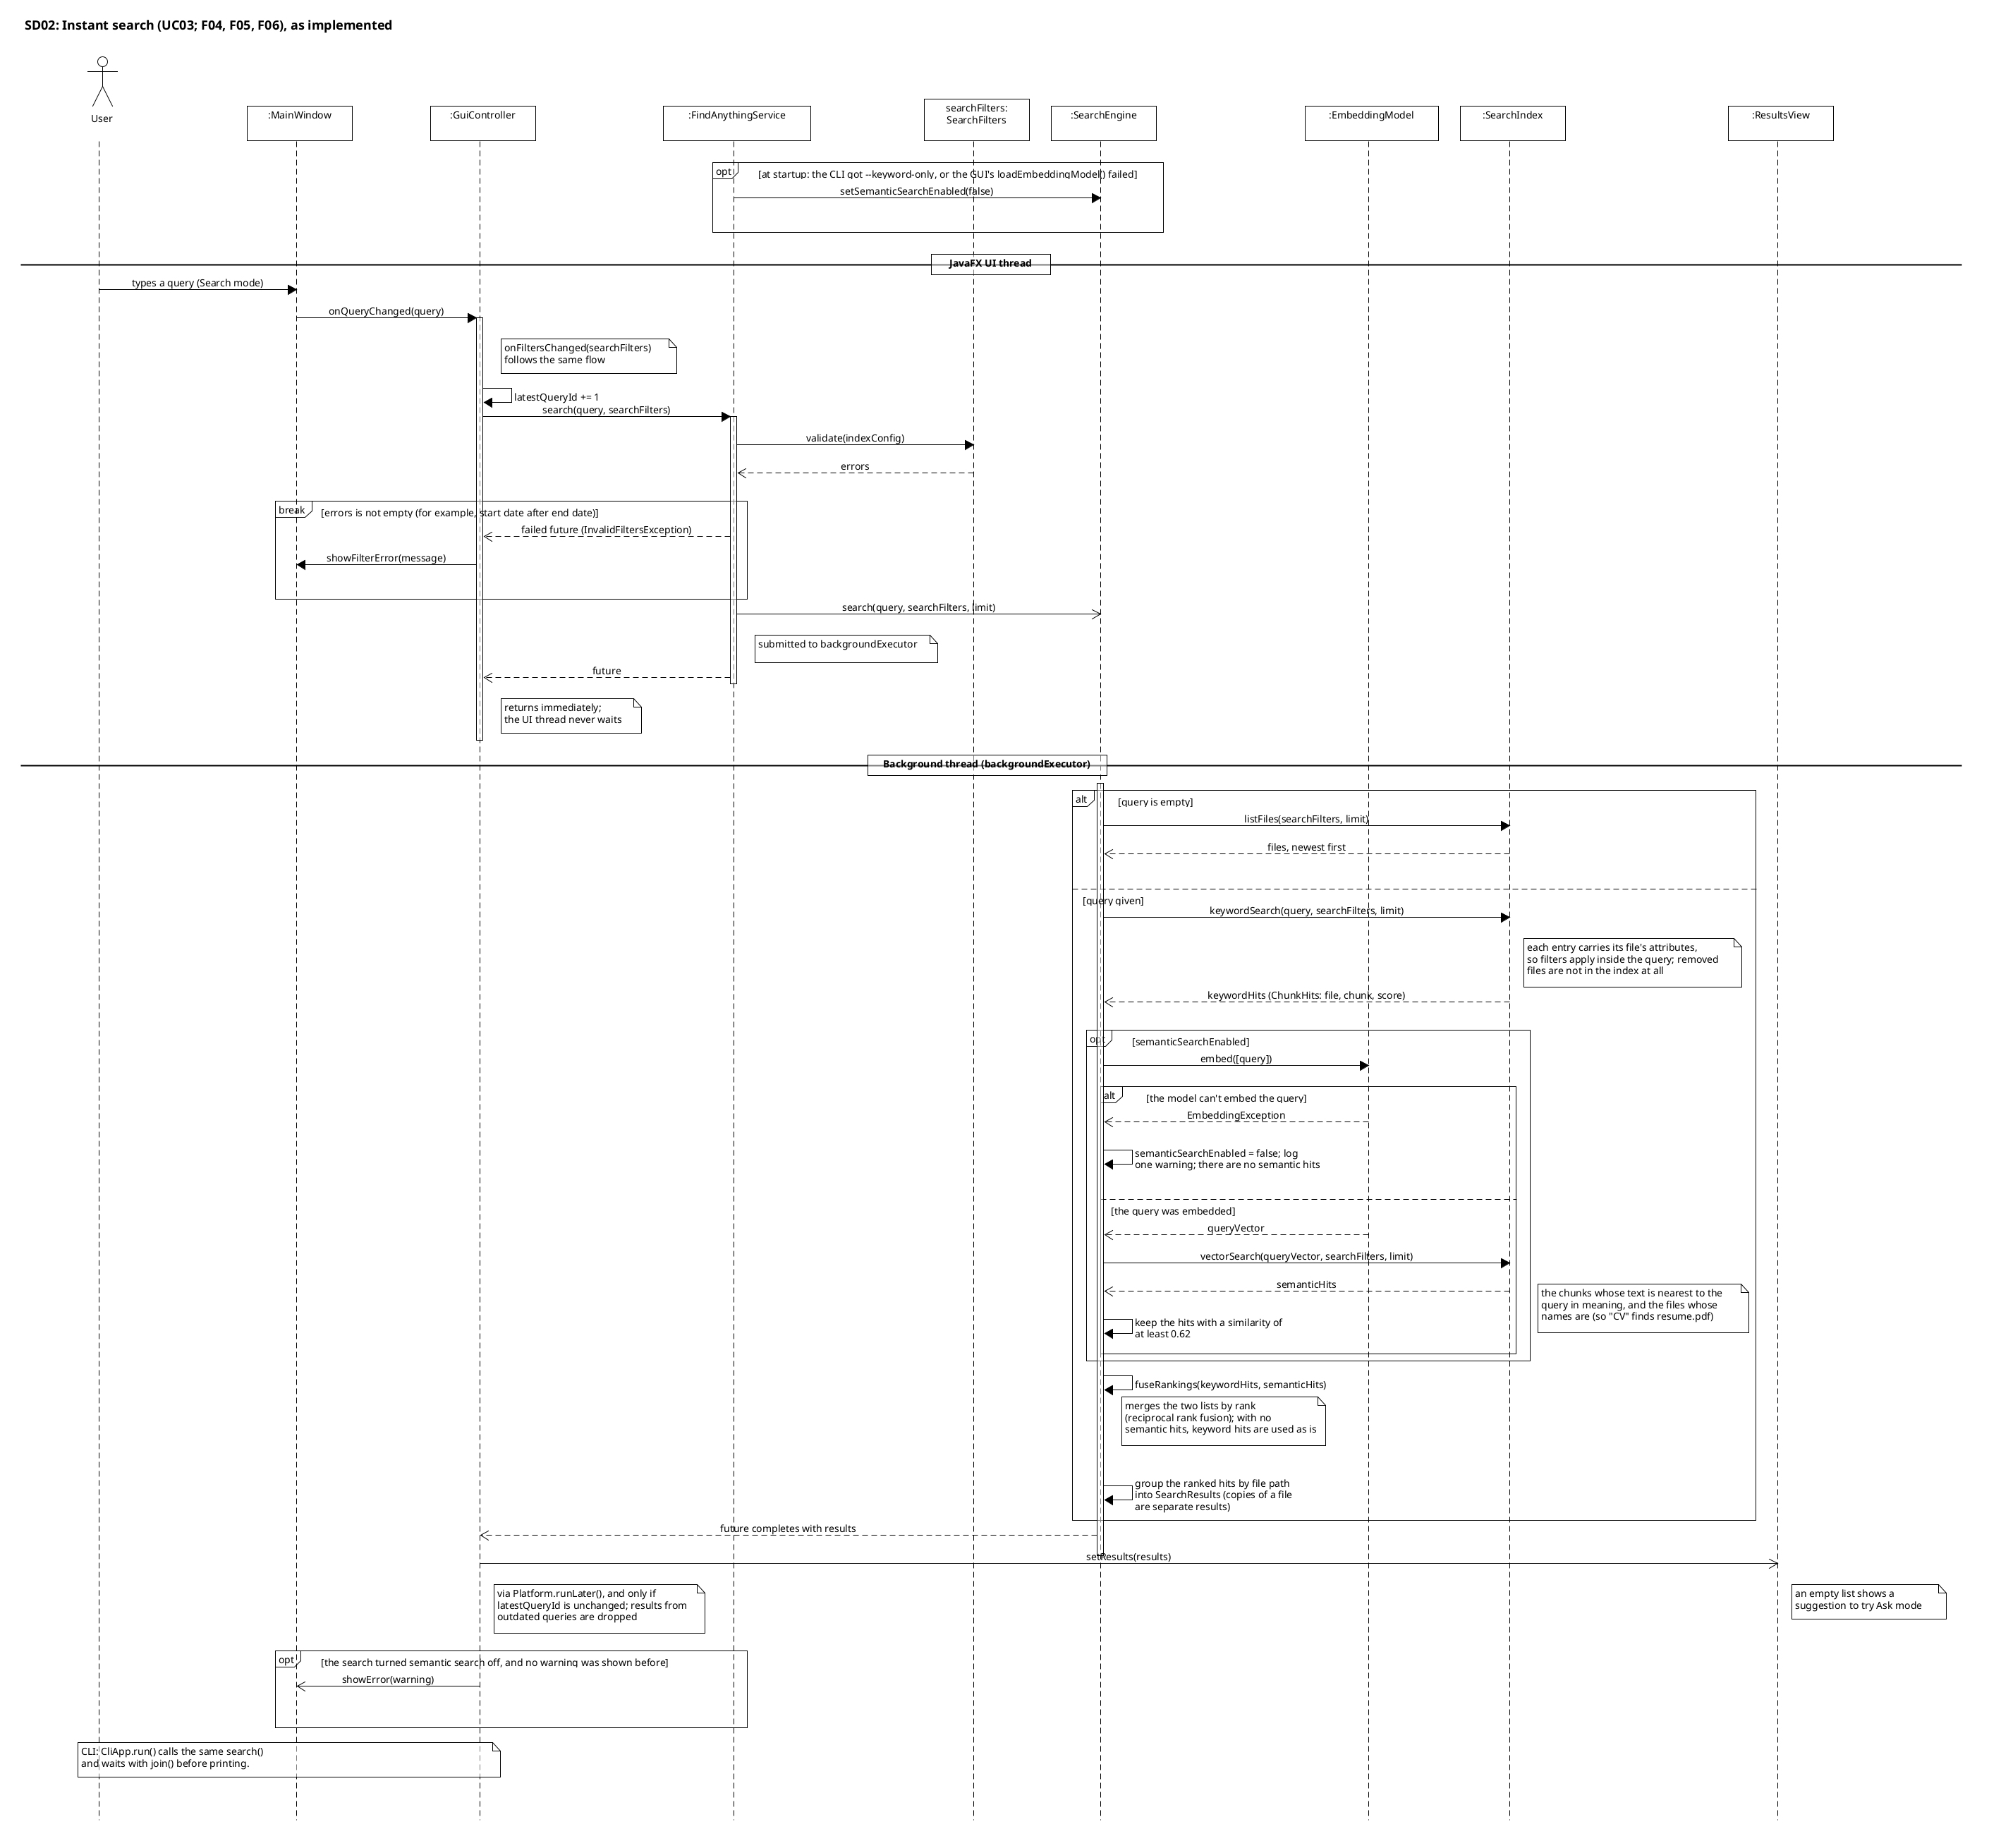 SD02: Instant search (UC03; F04, F05, F06), as implemented
User
:MainWindow
:GuiController
:FindAnythingService
searchFilters:
SearchFilters
:SearchEngine
:EmbeddingModel
:SearchIndex
:ResultsView
opt
[at startup: the CLI got --keyword-only, or the GUI's loadEmbeddingModel() failed]
setSemanticSearchEnabled(false)
JavaFX UI thread
types a query (Search mode)
onQueryChanged(query)
onFiltersChanged(searchFilters)
follows the same flow
latestQueryId += 1
search(query, searchFilters)
validate(indexConfig)
errors
break
[errors is not empty (for example, start date after end date)]
failed future (InvalidFiltersException)
showFilterError(message)
search(query, searchFilters, limit)
submitted to backgroundExecutor
future
returns immediately;
the UI thread never waits
Background thread (backgroundExecutor)
alt
[query is empty]
listFiles(searchFilters, limit)
files, newest first
[query given]
keywordSearch(query, searchFilters, limit)
each entry carries its file's attributes,
so filters apply inside the query; removed
files are not in the index at all
keywordHits (ChunkHits: file, chunk, score)
opt
[semanticSearchEnabled]
embed([query])
alt
[the model can't embed the query]
EmbeddingException
semanticSearchEnabled = false; log
one warning; there are no semantic hits
[the query was embedded]
queryVector
vectorSearch(queryVector, searchFilters, limit)
semanticHits
the chunks whose text is nearest to the
query in meaning, and the files whose
names are (so "CV" finds resume.pdf)
keep the hits with a similarity of
at least 0.62
fuseRankings(keywordHits, semanticHits)
merges the two lists by rank
(reciprocal rank fusion); with no
semantic hits, keyword hits are used as is
group the ranked hits by file path
into SearchResults (copies of a file
are separate results)
future completes with results
setResults(results)
via Platform.runLater(), and only if
latestQueryId is unchanged; results from
outdated queries are dropped
an empty list shows a
suggestion to try Ask mode
opt
[the search turned semantic search off, and no warning was shown before]
showError(warning)
CLI: CliApp.run() calls the same search()
and waits with join() before printing.